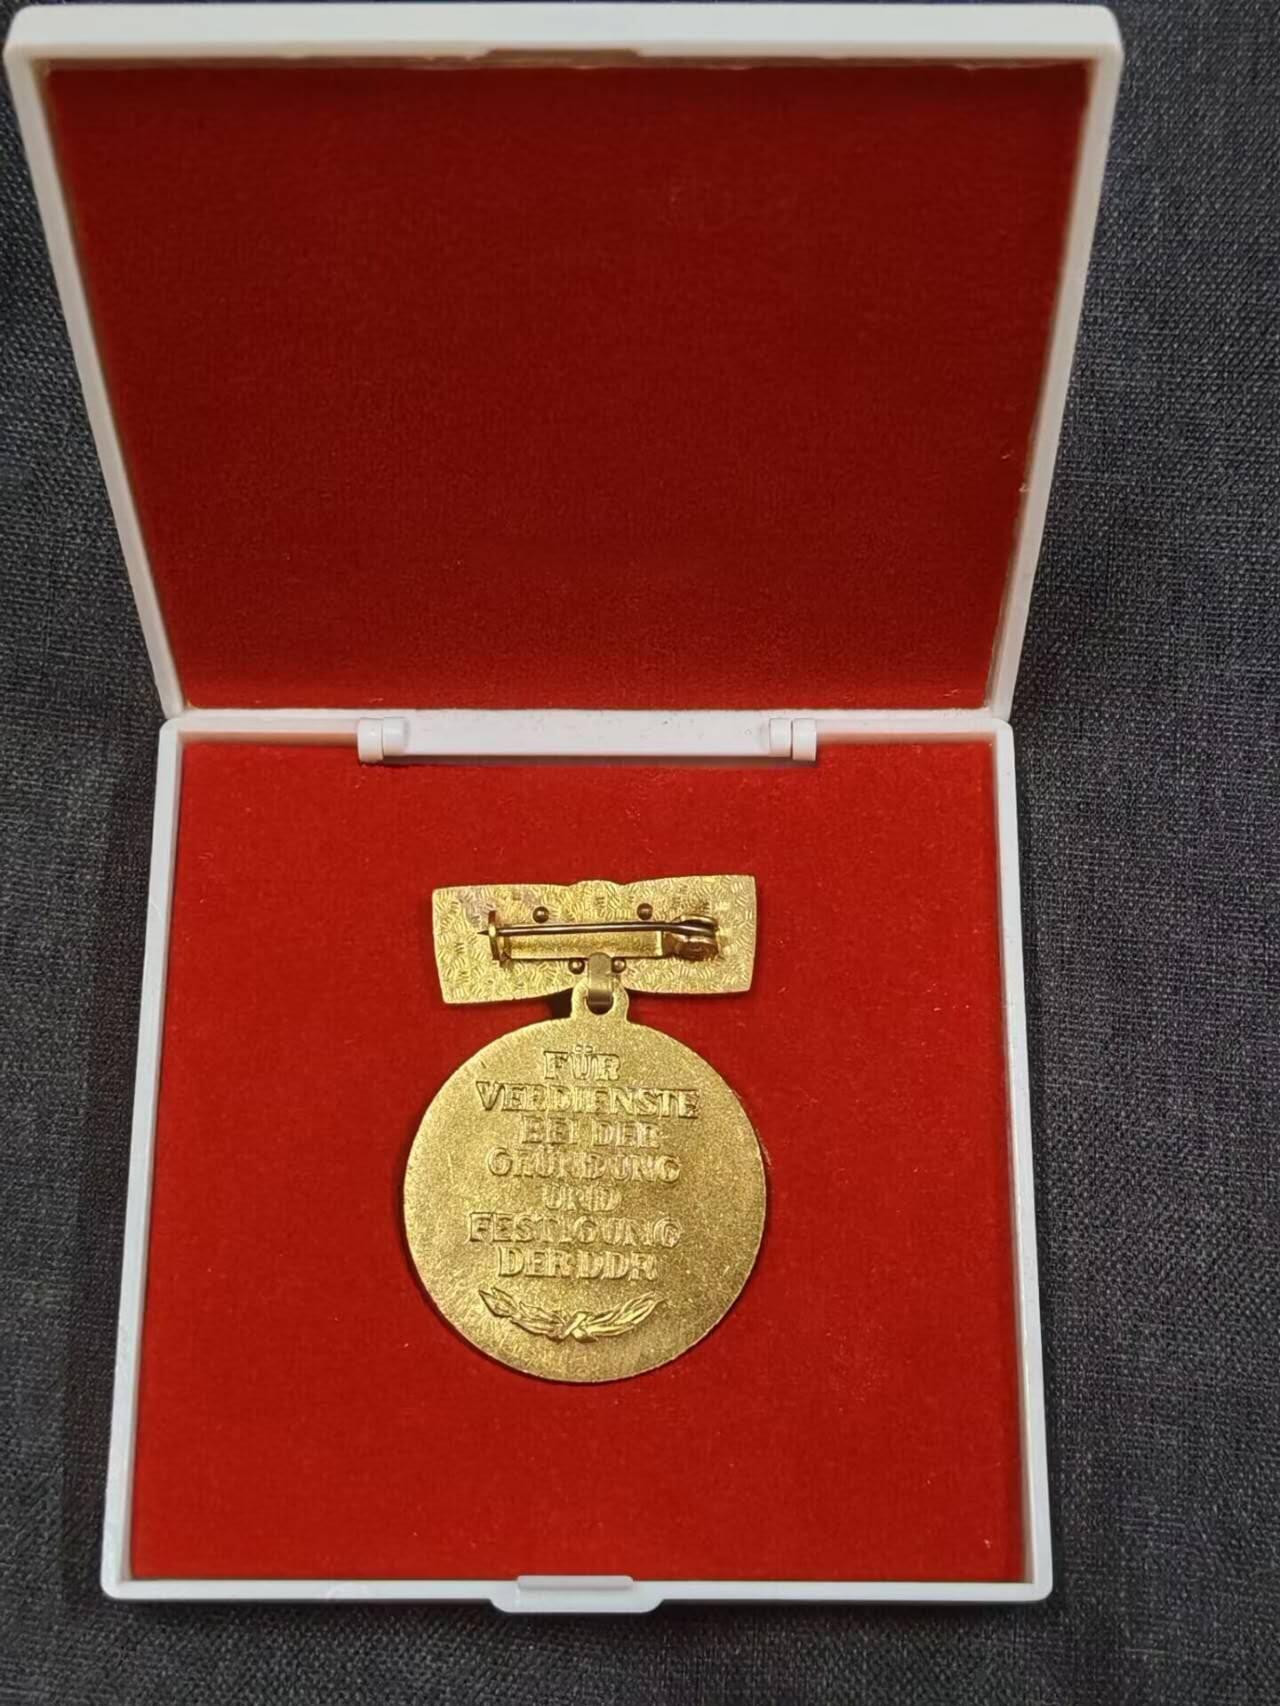 FÜR
VERDIENSTE
BEI DER
GRÜNDUNG
UND
FESTIGUNG
DER DDR